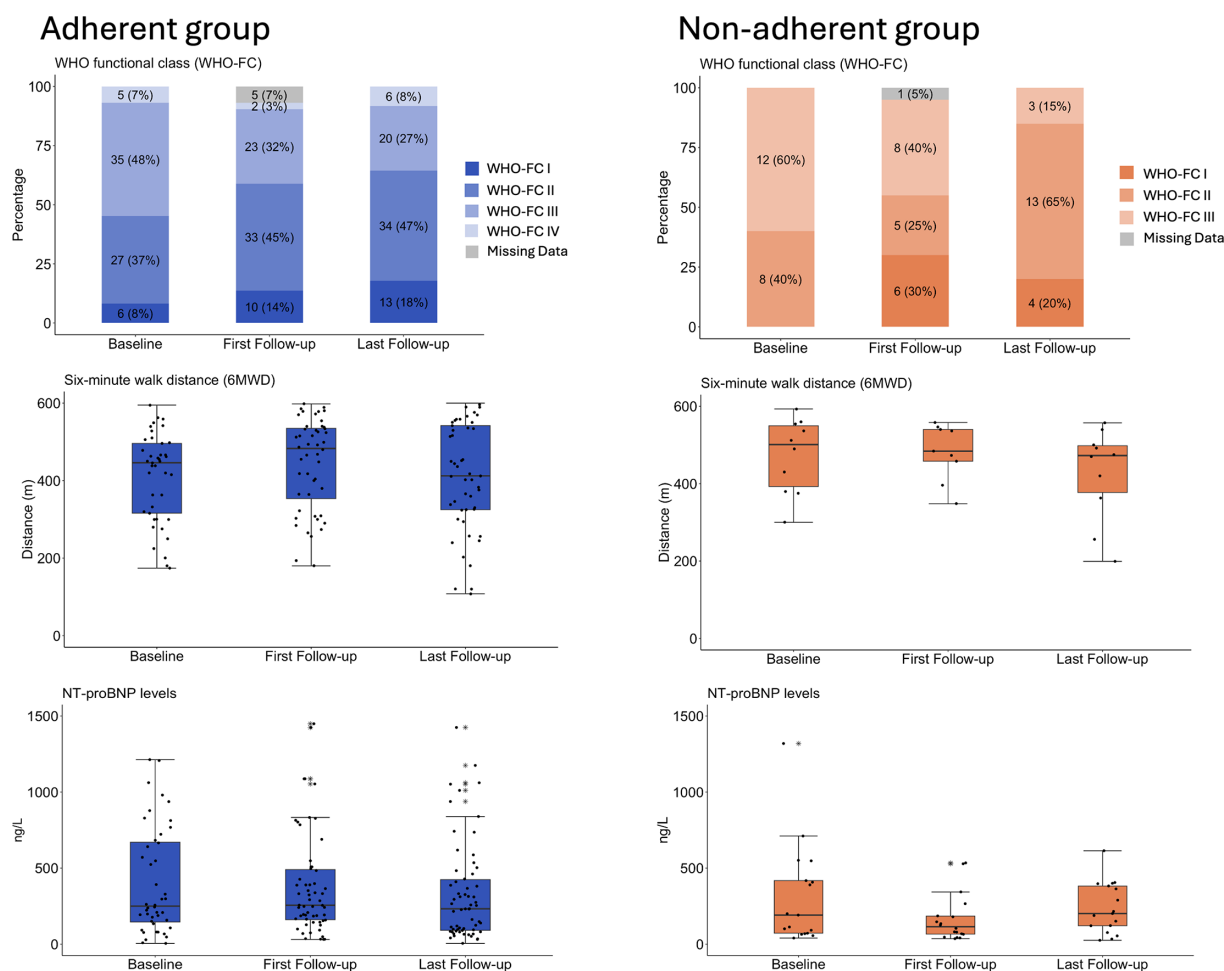 Adherent group
WHO functional class (WHO-FC)
Percentage
100
75
50
25
0
5 (7%)
35 (48%)
27 (37%)
6 (8%)
5 (7%)
2 (3%)
23 (32%)
33 (45%)
10 (14%)
6 (8%)
20 (27%)
34 (47%)
13 (18%)
Baseline
First Follow-up
Last Follow-up
WHO-FC I
WHO-FC II
WHO-FC III
WHO-FC IV
Missing Data
Six-minute walk distance (6MWD)
Distance (m)
600
400
200
0
Baseline
First Follow-up
Last Follow-up
NT-proBNP levels
ng/L
1500
1000
500
0
Baseline
First Follow-up
Last Follow-up
Non-adherent group
WHO functional class (WHO-FC)
Percentage
100
75
50
25
0
12 (60%)
8 (40%)
1 (5%)
8 (40%)
5 (25%)
6 (30%)
3 (15%)
13 (65%)
4 (20%)
Baseline
First Follow-up
Last Follow-up
WHO-FC I
WHO-FC II
WHO-FC III
Missing Data
Six-minute walk distance (6MWD)
Distance (m)
600
400
200
0
Baseline
First Follow-up
Last Follow-up
NT-proBNP levels
ng/L
1500
1000
500
0
Baseline
First Follow-up
Last Follow-up